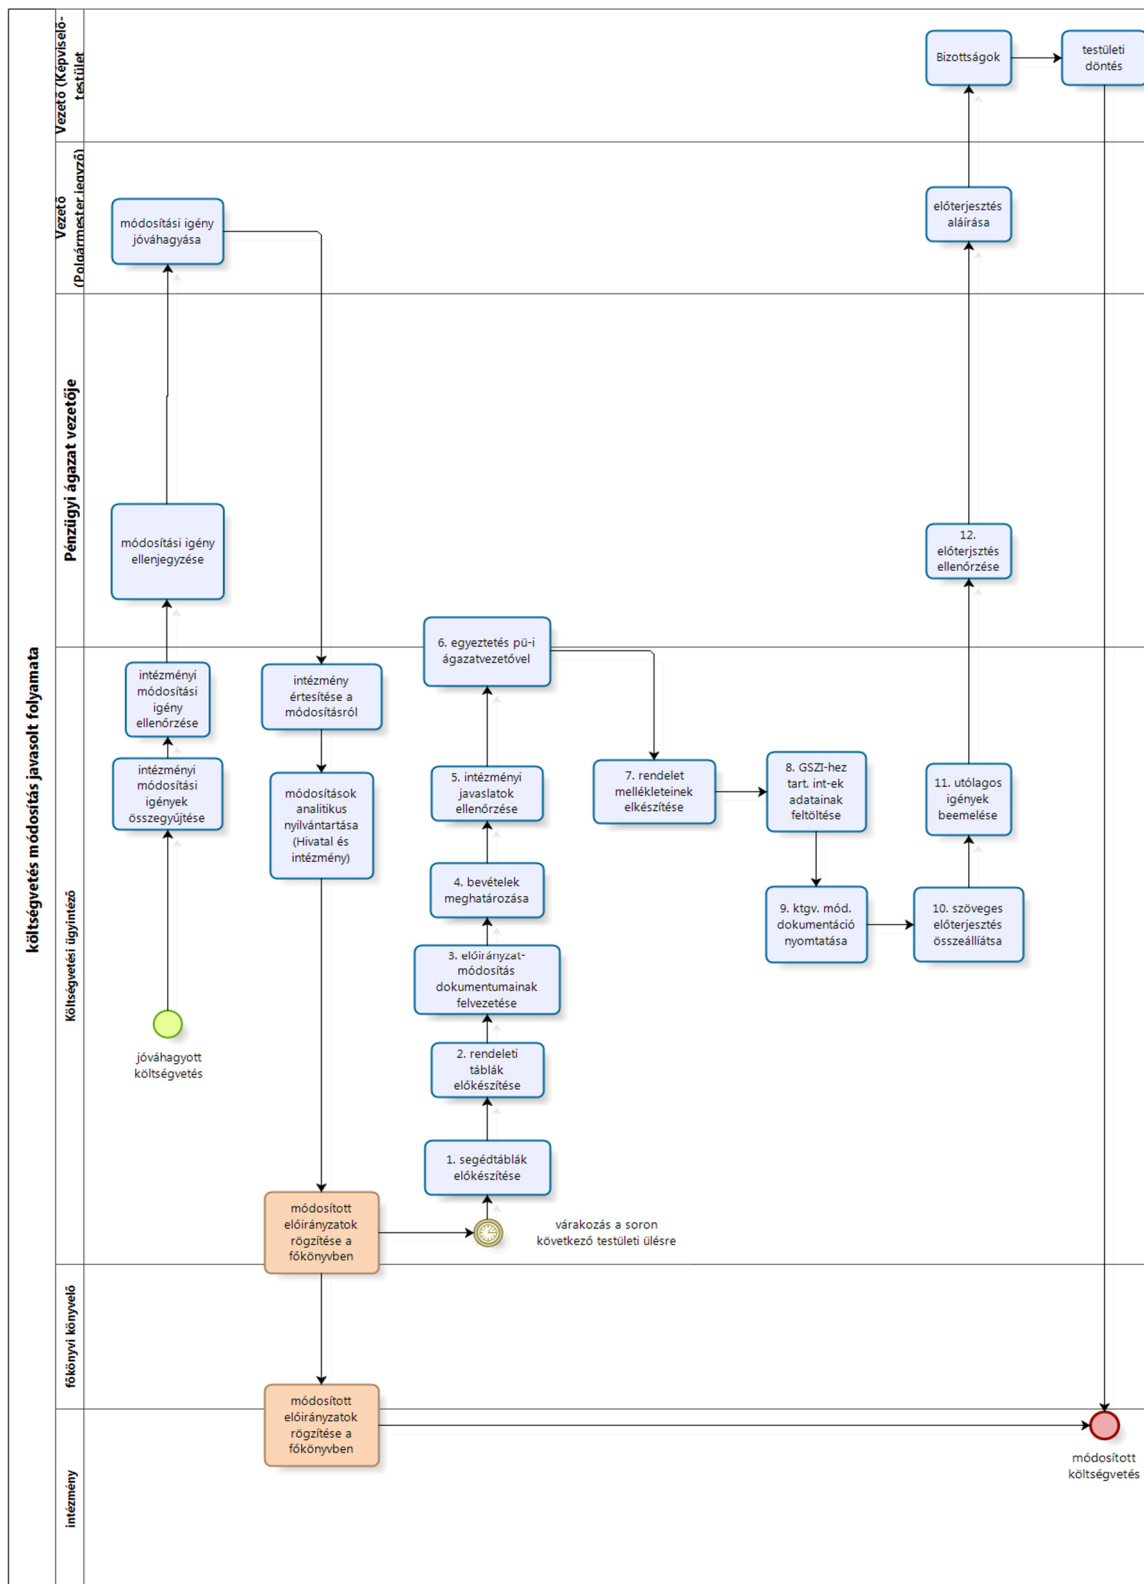 költségvetés módosítás javasolt folyamata
Vezető (Képviselő-
testület
Bizottságok
testületi
döntés
Vezető
(Polgármester,jegyző)
módosítási igény
jóváhagyása
előterjesztés
aláírása
Pénzügyi ágazat vezetője
módosítási igény
ellenjegyzése
12.
előterjsztés
ellenőrzése
6. egyeztetés pü-i
ágazatvezetővel
Költségvetési ügyintéző
intézményi
módosítási
igény
ellenőrzése
intézmény
értesítése a
módosításról
intézményi
módosítási
igények
összegyűjtése
módosítások
analitikus
nyilvántartása
(Hivatal és
intézmény)
5. intézményi
javaslatok
ellenőrzése
7. rendelet
mellékleteinek
elkészítése
8. GSZI-hez
tart. int-ek
adatainak
feltöltése
11. utólagos
igények
beemelése
4. bevételek
meghatározása
9. ktgv. mód.
dokumentáció
nyomtatása
10. szöveges
előterjesztés
összeállíátsa
3. előirányzat-
módosítás
dokumentumainak
felvezetése
jóváhagyott
költségvetés
2. rendeleti
táblák
előkészítése
1. segédtáblák
előkészítése
módosított
előirányzatok
rögzítése a
főkönyvben
várakozás a soron
következő testületi ülésre
főkönyvi könyvelő
módosított
előirányzatok
rögzítése a
főkönyvben
intézmény
módosított
költségvetés